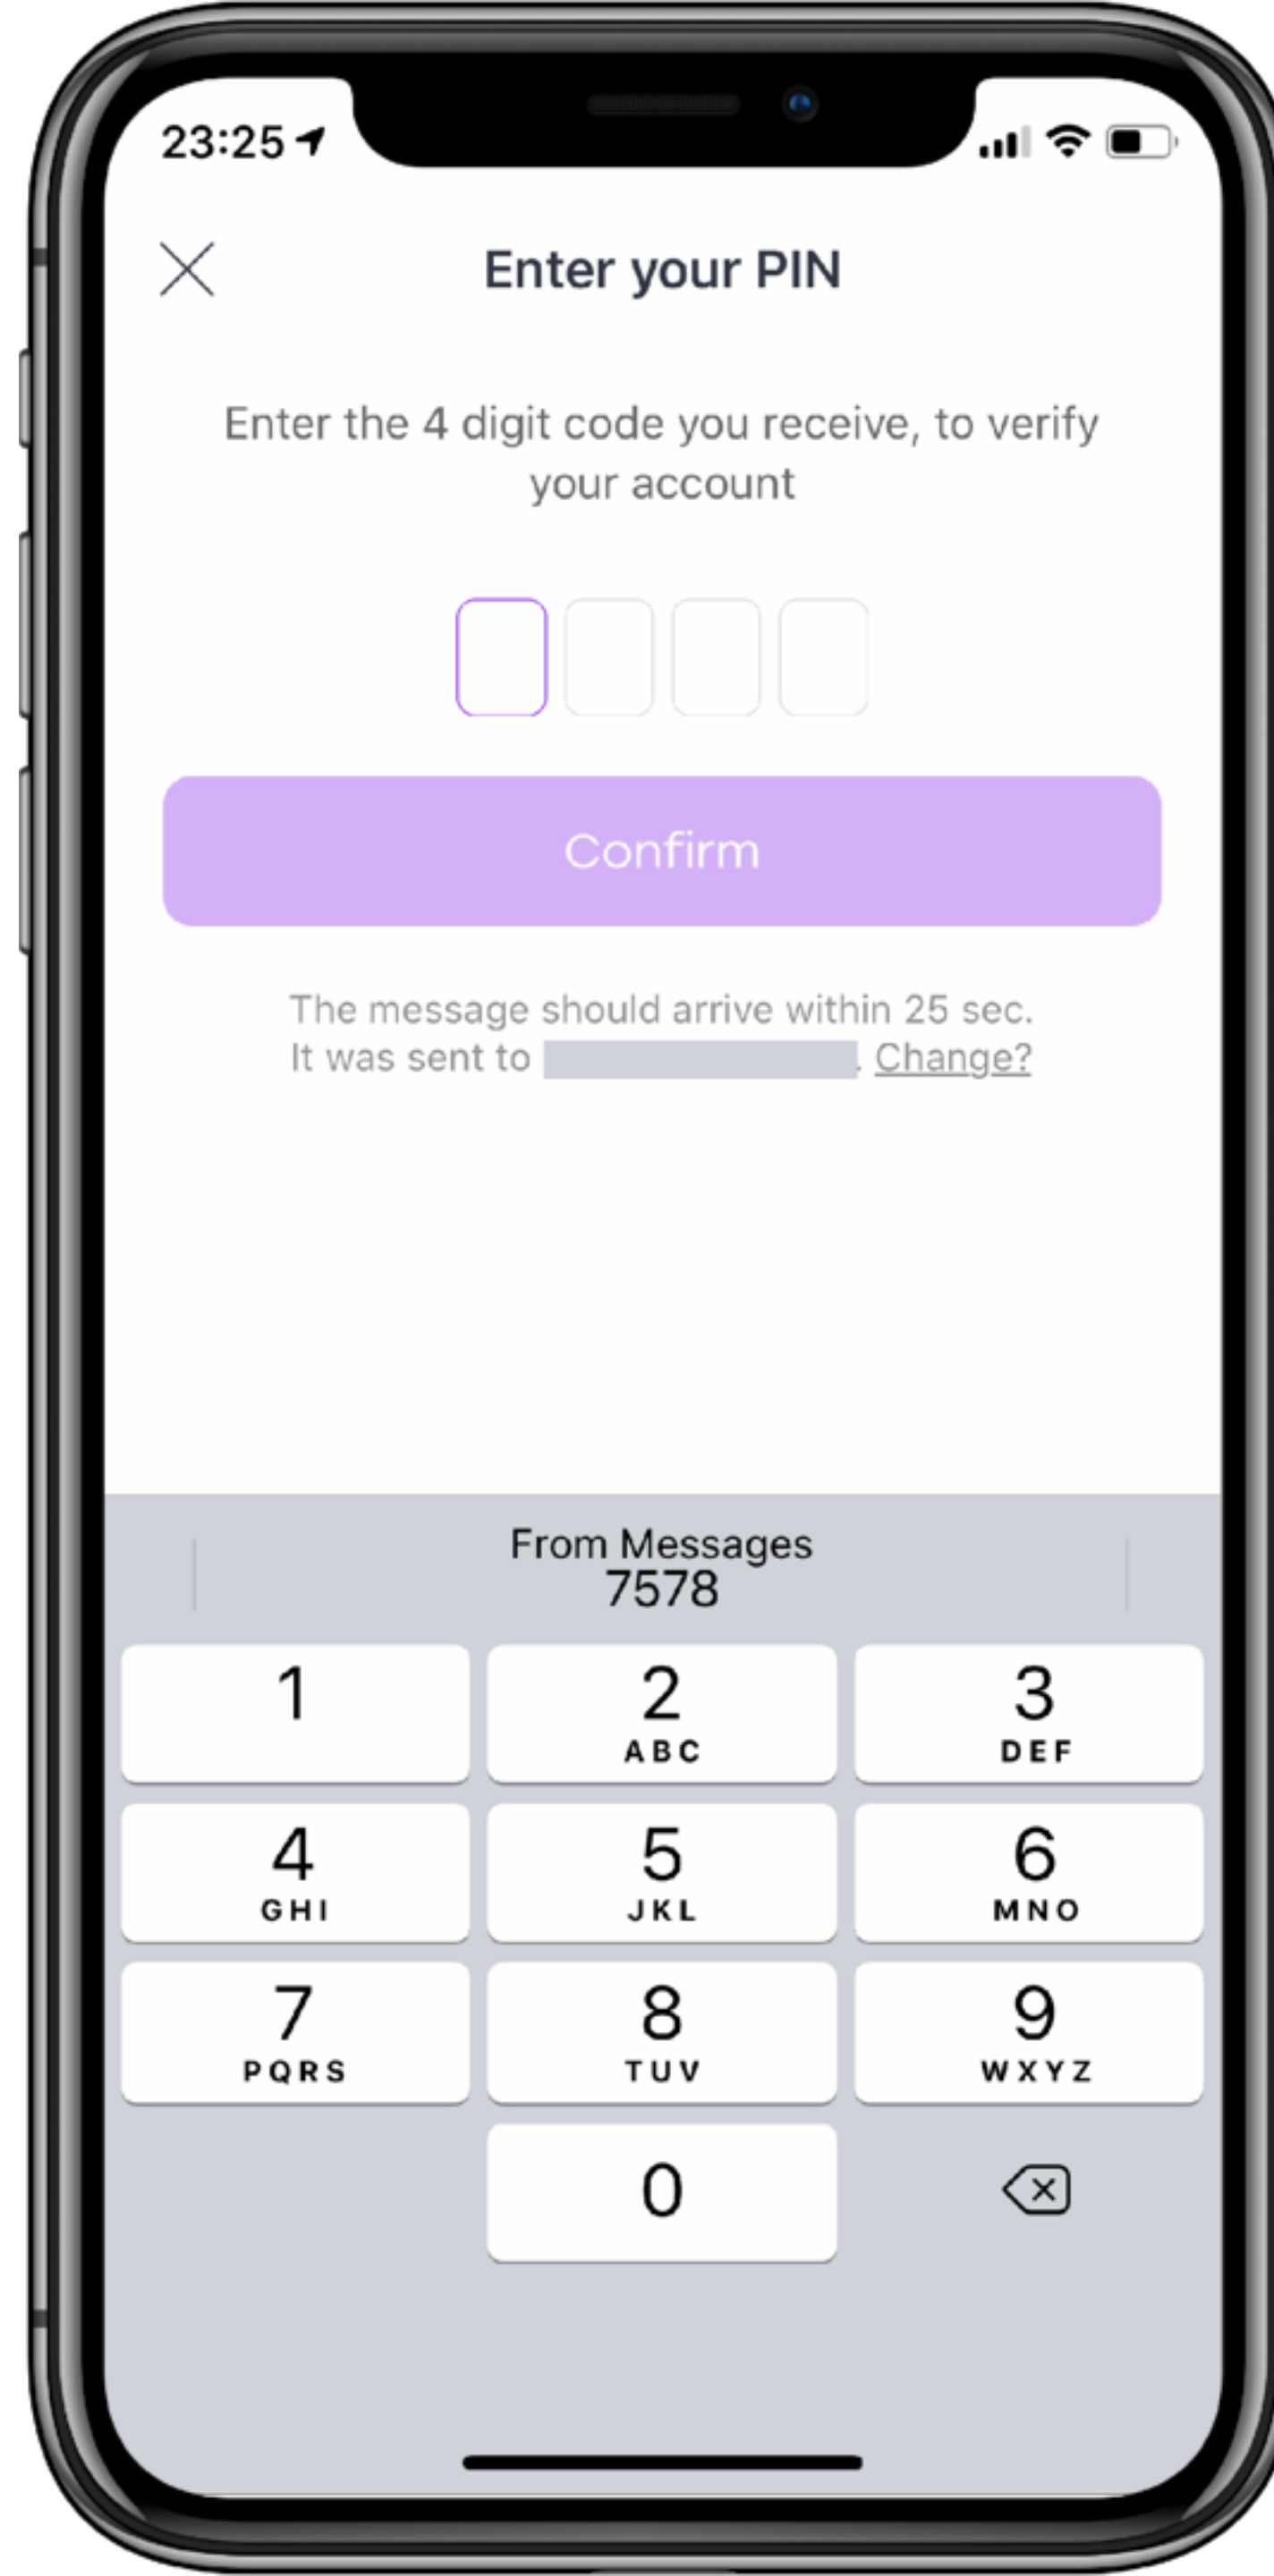 23:25
Enter your PIN
Enter the 4 digit code you receive, to verify
your account
Confirm
The message should arrive within 25 sec.
It was sent to . Change?
From Messages
7578
1
2
ABC
3
DEF
4
GHI
5
JKL
6
MNO
7
PQRS
8
TUV
9
WXYZ
0